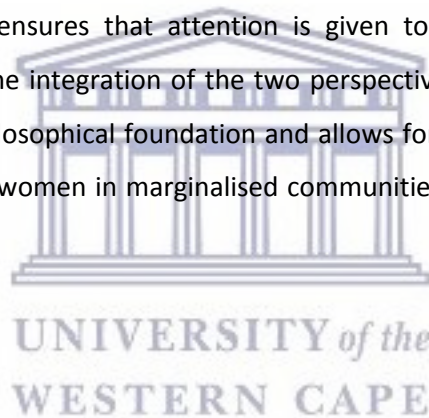 ensures that attention is given to
he integration of the two perspectiv
osophical foundation and allows for
women in marginalised communitie
UNIVERSITY of the
WESTERN CAPE